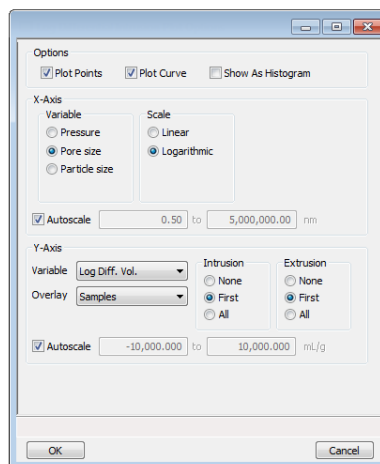 Options
Plot Points Plot Curve Show As Histogram
X-Axis
Variable Scale
Pressure Linear
Pore size Logarithmic
Particle size
Autoscale 0.50 to 5,000,000.00 nm
Y-Axis
Variable Log Diff. Vol. Intrusion Extrusion
None None
Overlay Samples First First
All All
Autoscale -10,000.000 to 10,000.000 mL/g
OK Cancel